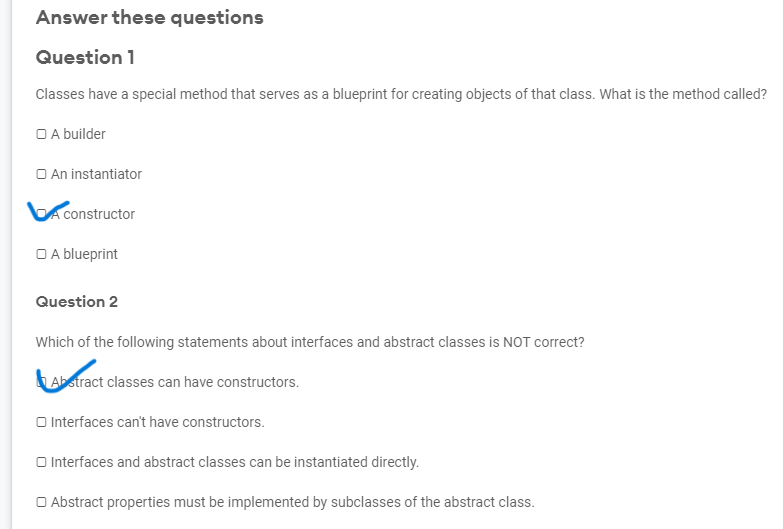 Answer these questions
Question 1
Classes have a special method that serves as a blueprint for creating objects of that class. What is the method called?
A builder
An instantiator
A constructor
A blueprint
Question 2
Which of the following statements about interfaces and abstract classes is NOT correct?
Abstract classes can have constructors.
Interfaces can't have constructors.
Interfaces and abstract classes can be instantiated directly.
Abstract properties must be implemented by subclasses of the abstract class.